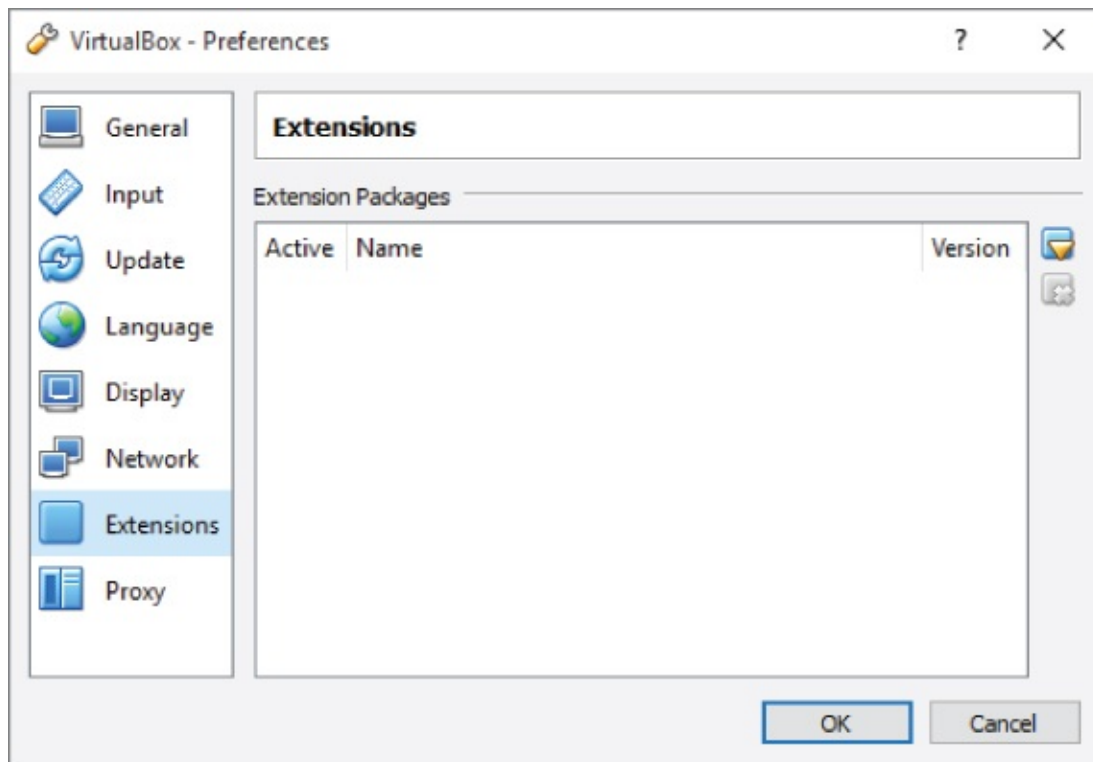 VirtualBox - Preferences ? ×
General
Input
Update
Language
Display
Network
Extensions
Proxy
Extensions
Extension Packages
Active Name Version
OK Cancel